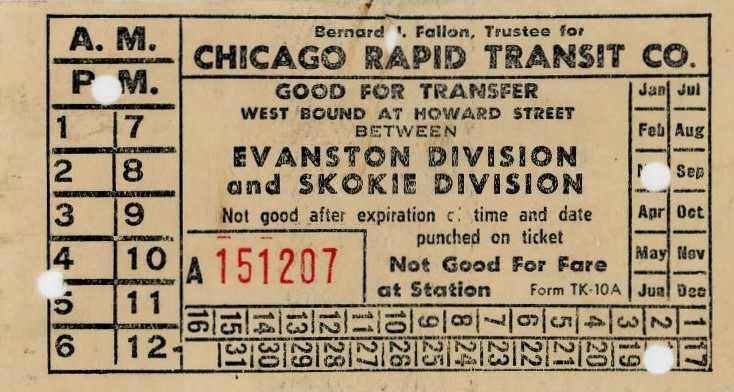 A. M.
P. M.
1 7
2 8
3 9
4 10
5 11
6 12
Bernard J. Fallon, Trustee for
CHICAGO RAPID TRANSIT CO.
GOOD FOR TRANSFER
WEST BOUND AT HOWARD STREET
BETWEEN
EVANSTON DIVISION
and SKOKIE DIVISION
Not good after expiration of time and date
punched on ticket
A 151207
Not Good For Fare
at Station Form TK-10A
Jan Jul
Feb Aug
Sep
Apr Oct
May Nov
Jun Dec
16 15 14 13 12 11 10 9 8 7 6 5 4 3 2 1
31 30 29 28 27 26 25 24 23 22 21 20 19 17